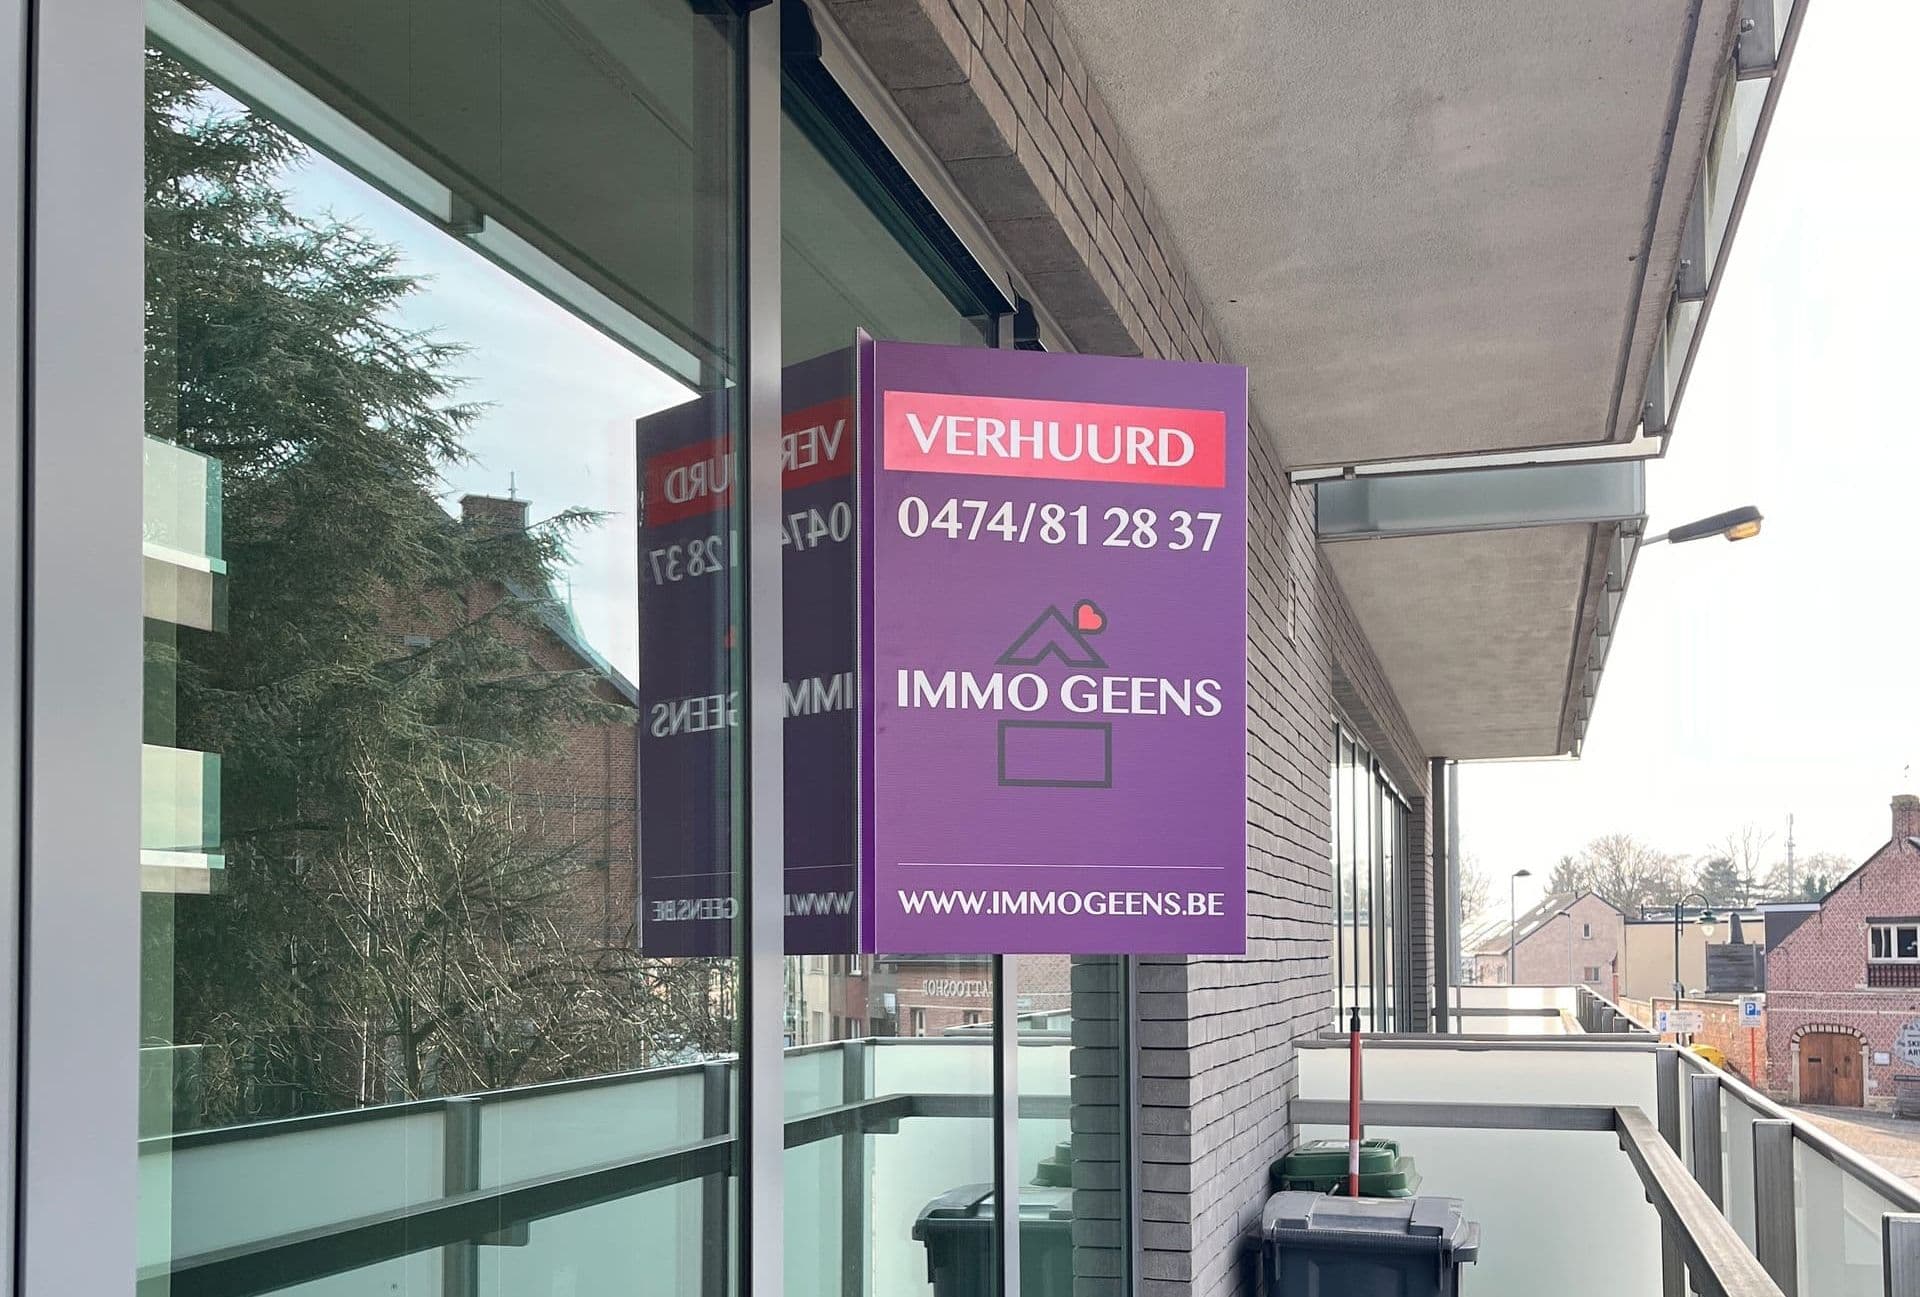 VERHUURD
0474/81 28 37
IMMO GEENS
WWW.IMMOGEENS.BE
P